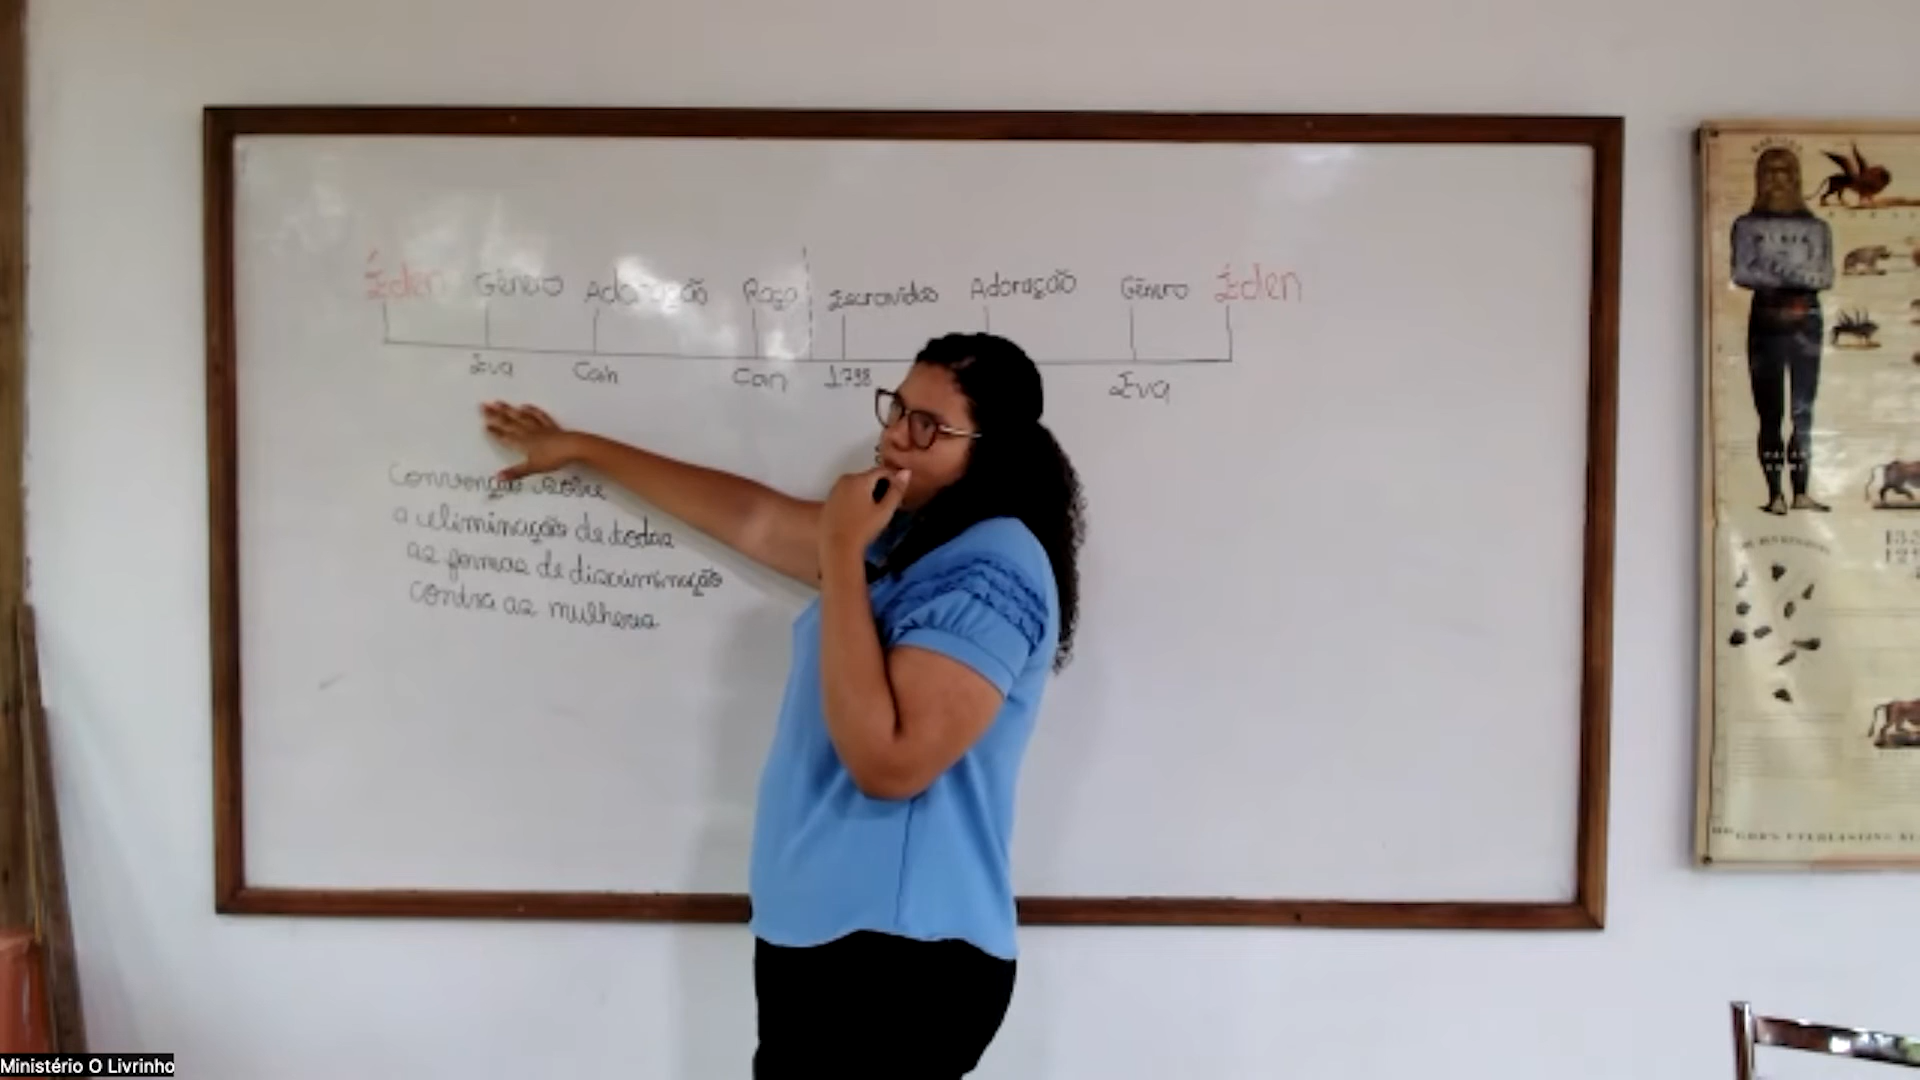 Éden Gênero Adoração Raça Escravidão Adoração Gênero Éden
Eva Cain Can 1798 Eva
Convenção sobre
a eliminação de todas
as formas de discriminação
contra as mulheres
Ministério O Livrinho